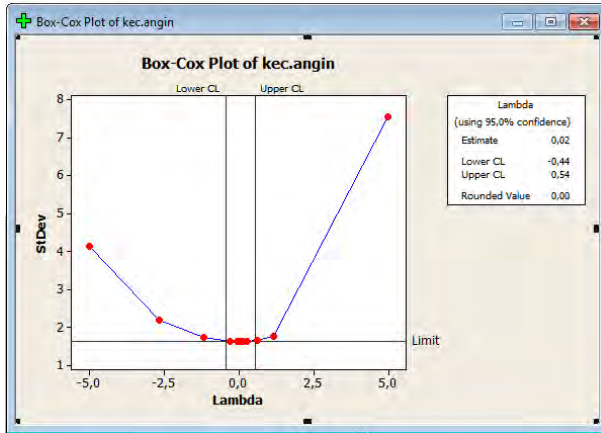 Box-Cox Plot of kec.angin
Box-Cox Plot of kec.angin
Lower CL
Upper CL
8
7
6
5
4
3
2
1
StDev
Limit
-5,0
-2,5
0,0
2,5
5,0
Lambda
Lambda
(using 95,0% confidence)
Estimate 0,02
Lower CL -0,44
Upper CL 0,54
Rounded Value 0,00